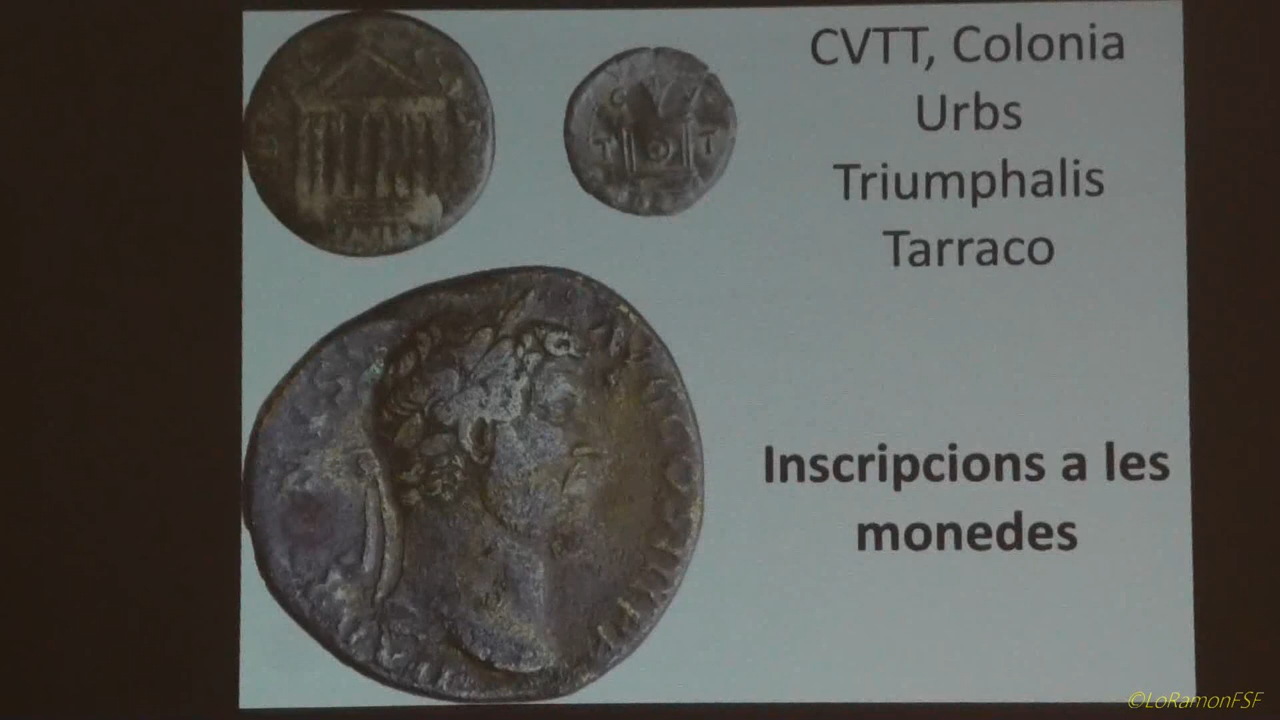 CVTT, Colonia
Urbs
Triumphalis
Tarraco
C V
T T
Inscripcions a les
monedes
©LoRamonFSF